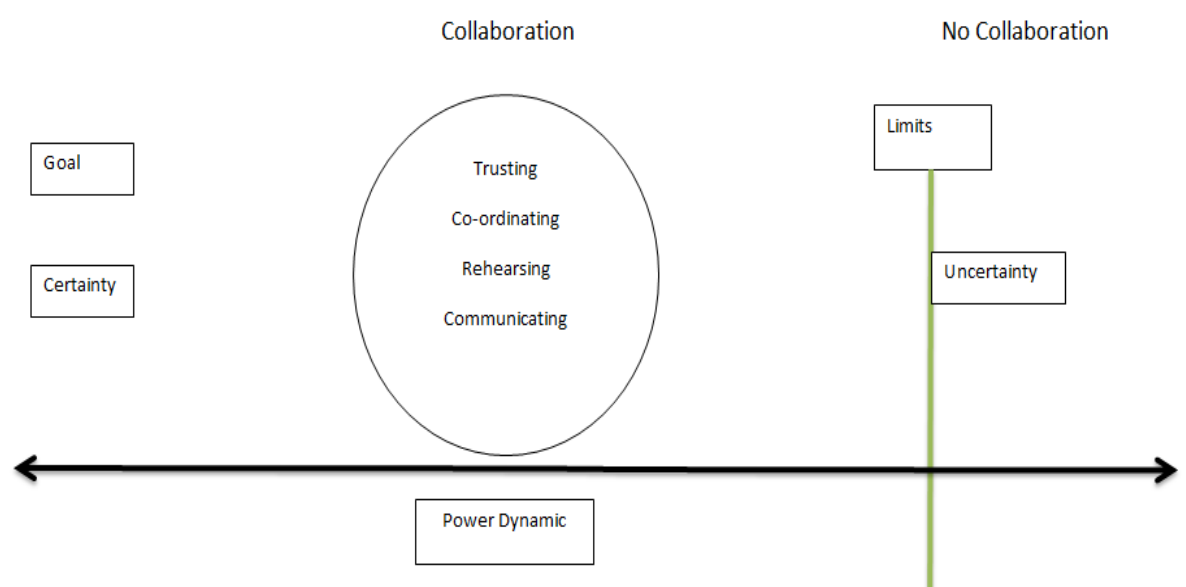 Collaboration
No Collaboration
Limits
Goal
Trusting
Co-ordinating
Rehearsing
Communicating
Certainty
Uncertainty
Power Dynamic